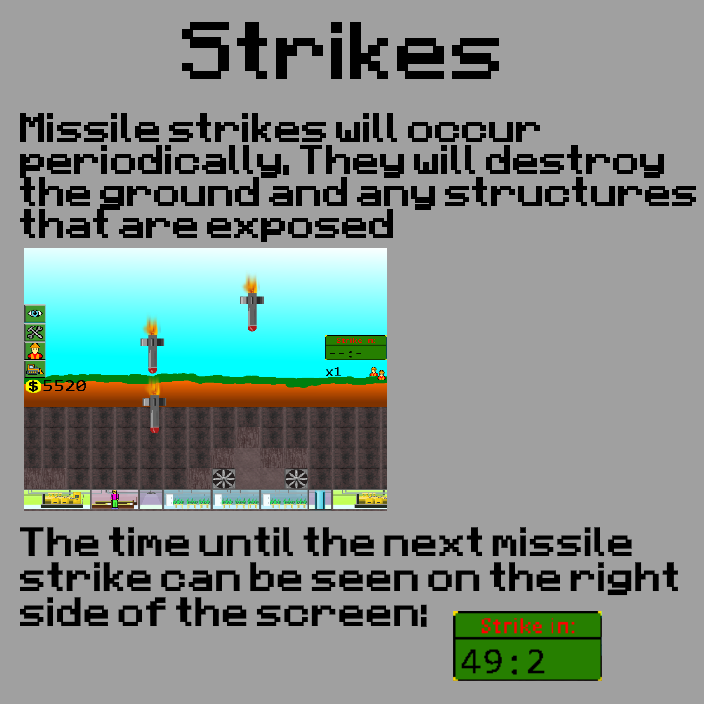 Strikes
Missile strikes will occur
periodically. They will destroy
the ground and any structures
that are exposed
--:-
x1
$5520
The time until the next missile
strike can be seen on the right
side of the screen:
Strike in:
49:2